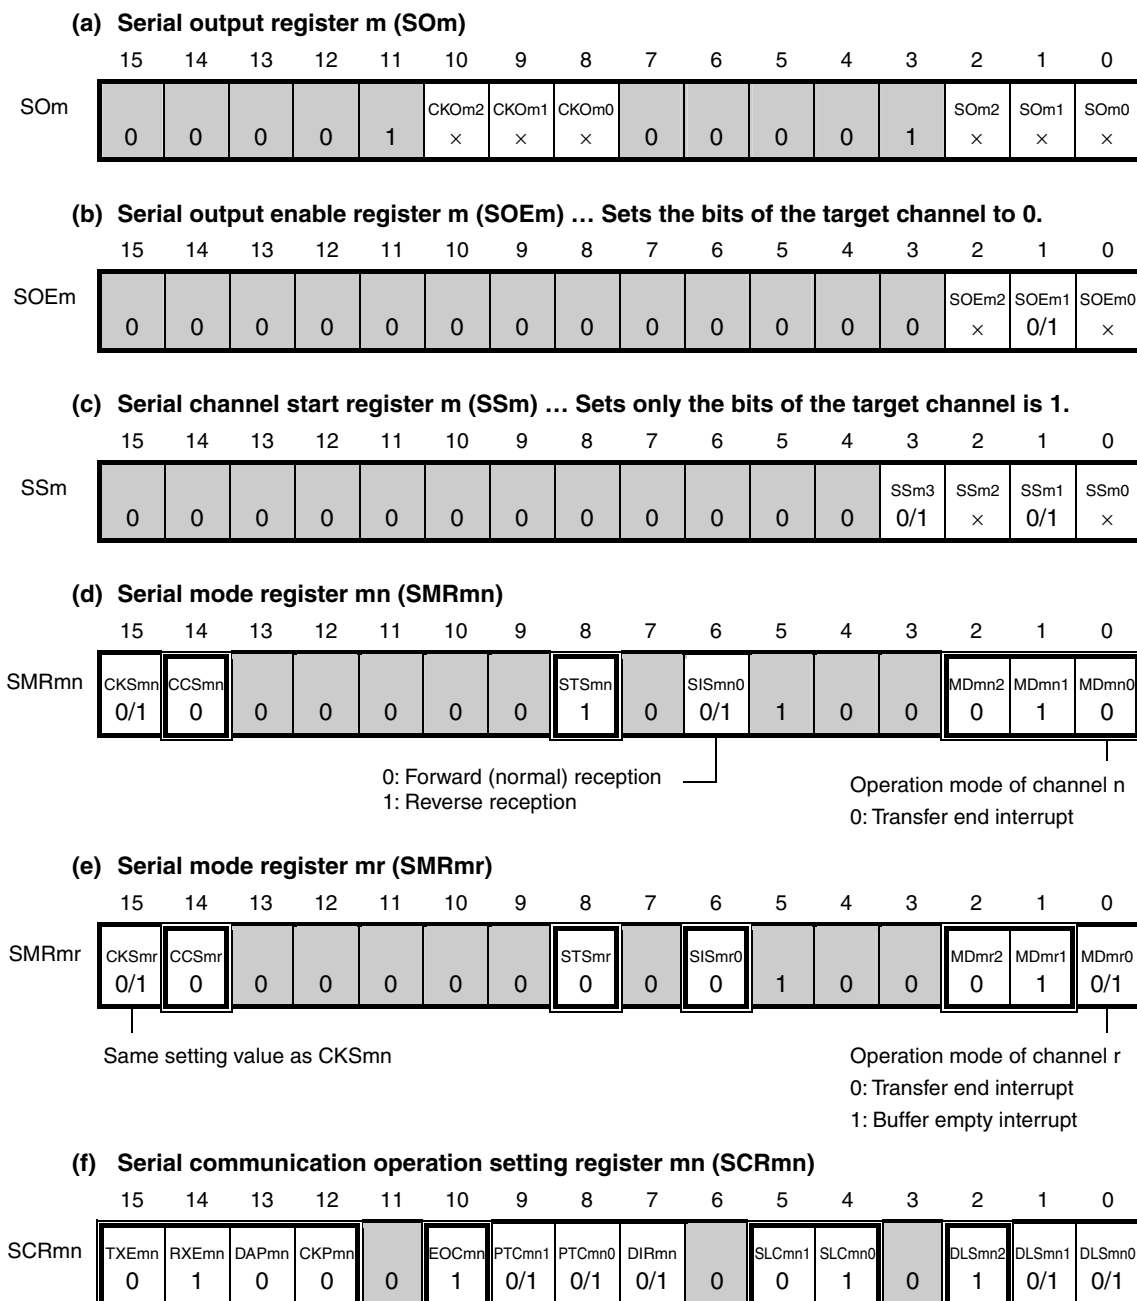 (a) Serial output register m (SOm)
15 14 13 12 11 10 9 8 7 6 5 4 3 2 1 0
SOm
CKOm2 CKOm1 CKOm0 SOm2 SOm1 SOm0
0 0 0 0 1 × × × 0 0 0 0 1 × × ×
(b) Serial output enable register m (SOEm) … Sets the bits of the target channel to 0.
15 14 13 12 11 10 9 8 7 6 5 4 3 2 1 0
SOEm
SOEm2 SOEm1 SOEm0
0 0 0 0 0 0 0 0 0 0 0 0 0 × 0/1 ×
(c) Serial channel start register m (SSm) … Sets only the bits of the target channel is 1.
15 14 13 12 11 10 9 8 7 6 5 4 3 2 1 0
SSm
SSm3 SSm2 SSm1 SSm0
0 0 0 0 0 0 0 0 0 0 0 0 0/1 × 0/1 ×
(d) Serial mode register mn (SMRmn)
15 14 13 12 11 10 9 8 7 6 5 4 3 2 1 0
SMRmn
CKSmn CCSmn STSmn SISmn0 MDmn2 MDmn1 MDmn0
0/1 0 0 0 0 0 0 1 0 0/1 1 0 0 0 1 0
0: Forward (normal) reception
1: Reverse reception
Operation mode of channel n
0: Transfer end interrupt
(e) Serial mode register mr (SMRmr)
15 14 13 12 11 10 9 8 7 6 5 4 3 2 1 0
SMRmr
CKSmr CCSmr STSmr SISmr0 MDmr2 MDmr1 MDmr0
0/1 0 0 0 0 0 0 0 0 0 1 0 0 0 1 0/1
Same setting value as CKSmn
Operation mode of channel r
0: Transfer end interrupt
1: Buffer empty interrupt
(f) Serial communication operation setting register mn (SCRmn)
15 14 13 12 11 10 9 8 7 6 5 4 3 2 1 0
SCRmn
TXEmn RXEmn DAPmn CKPmn EOCmn PTCmn1 PTCmn0 DIRmn SLCmn1 SLCmn0 DLSmn2 DLSmn1 DLSmn0
0 1 0 0 0 1 0/1 0/1 0/1 0 0 1 0 1 0/1 0/1